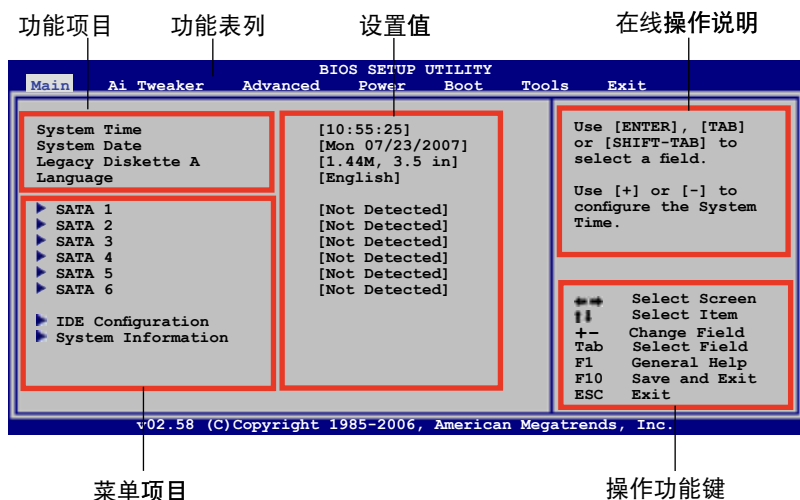 功能项目 功能表列 设置值 在线操作说明
BIOS SETUP UTILITY
Main Ai Tweaker Advanced Power Boot Tools Exit
System Time [10:55:25]
System Date [Mon 07/23/2007]
Legacy Diskette A [1.44M, 3.5 in]
Language [English]
SATA 1 [Not Detected]
SATA 2 [Not Detected]
SATA 3 [Not Detected]
SATA 4 [Not Detected]
SATA 5 [Not Detected]
SATA 6 [Not Detected]
IDE Configuration
System Information
Use [ENTER], [TAB]
or [SHIFT-TAB] to
select a field.
Use [+] or [-] to
configure the System
Time.
Select Screen
Select Item
+- Change Field
Tab Select Field
F1 General Help
F10 Save and Exit
ESC Exit
v02.58 (C)Copyright 1985-2006, American Megatrends, Inc.
菜单项目 操作功能键